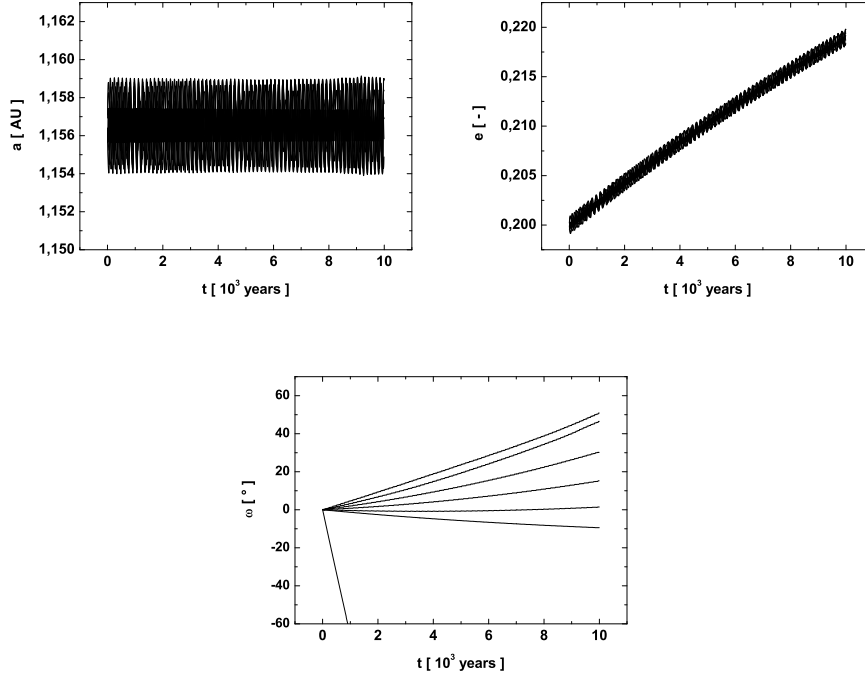 1,162
1,160
1,158
1,156
1,154
1,152
1,150
a [ AU ]
0 2 4 6 8 10
t [ 10³ years ]
0,220
0,215
0,210
0,205
0,200
e [ - ]
0 2 4 6 8 10
t [ 10³ years ]
60
40
20
0
-20
-40
-60
ω [ ° ]
0 2 4 6 8 10
t [ 10³ years ]